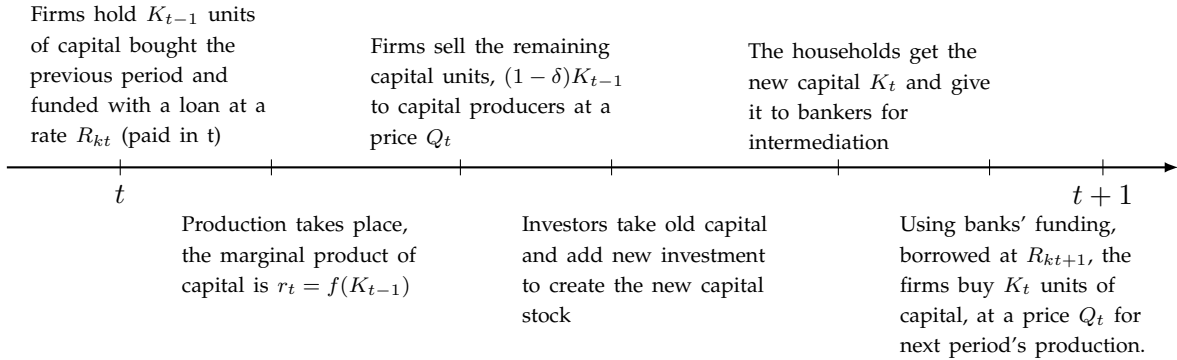 Firms hold K_{t−1} units
of capital bought the
previous period and
funded with a loan at a
rate R_{kt} (paid in t)
Firms sell the remaining
capital units, (1 − δ)K_{t−1}
to capital producers at a
price Q_t
The households get the
new capital K_t and give
it to bankers for
intermediation
t
t + 1
Production takes place,
the marginal product of
capital is r_t = f(K_{t−1})
Investors take old capital
and add new investment
to create the new capital
stock
Using banks’ funding,
borrowed at R_{kt+1}, the
firms buy K_t units of
capital, at a price Q_t for
next period’s production.